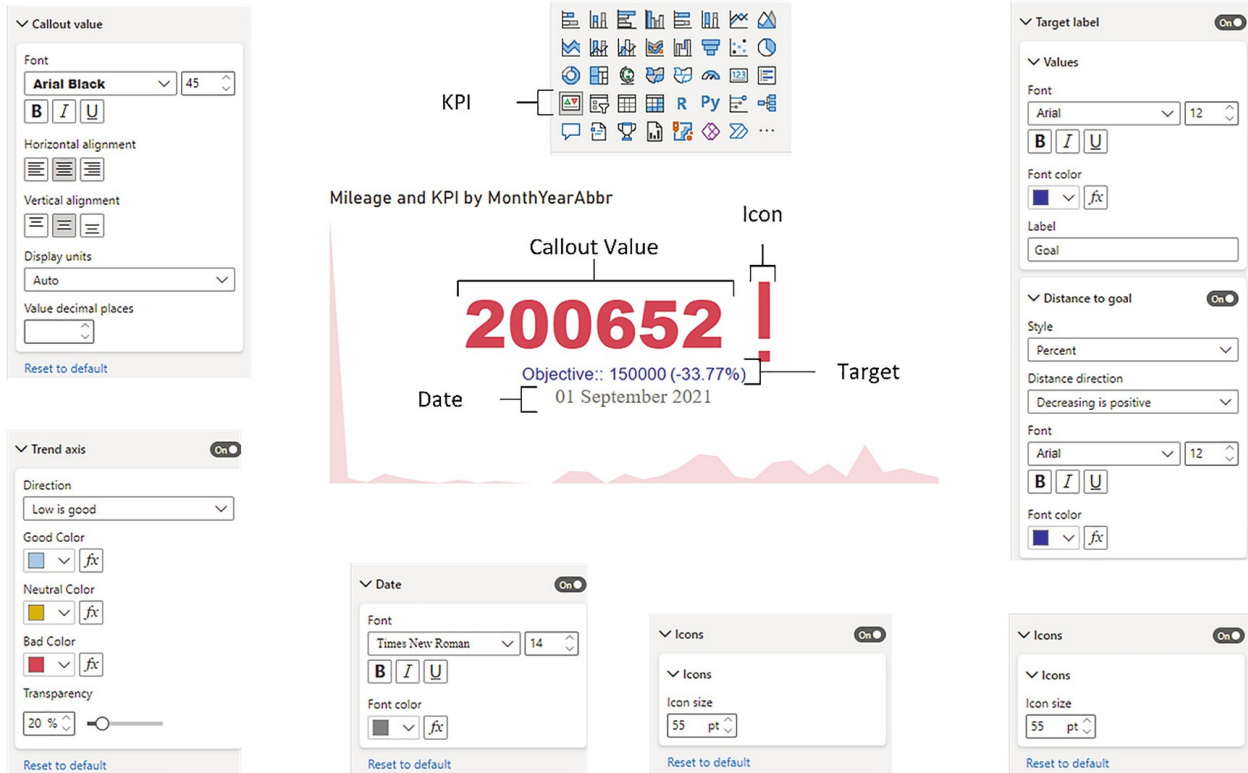 Callout value
Font
Arial Black
45
B I U
Horizontal alignment
Vertical alignment
Display units
Auto
Value decimal places
Reset to default
Trend axis
On
Direction
Low is good
Good Color
fx
Neutral Color
fx
Bad Color
fx
Transparency
20 %
Reset to default
KPI
123
R Py
...
Mileage and KPI by MonthYearAbbr
Icon
Callout Value
200652 !
Objective:: 150000 (-33.77%)
Target
Date
01 September 2021
Date
On
Font
Times New Roman
14
B I U
Font color
fx
Reset to default
Icons
On
Icons
Icon size
55 pt
Reset to default
Target label
On
Values
Font
Arial
12
B I U
Font color
fx
Label
Goal
Distance to goal
On
Style
Percent
Distance direction
Decreasing is positive
Font
Arial
12
B I U
Font color
fx
Icons
On
Icons
Icon size
55 pt
Reset to default